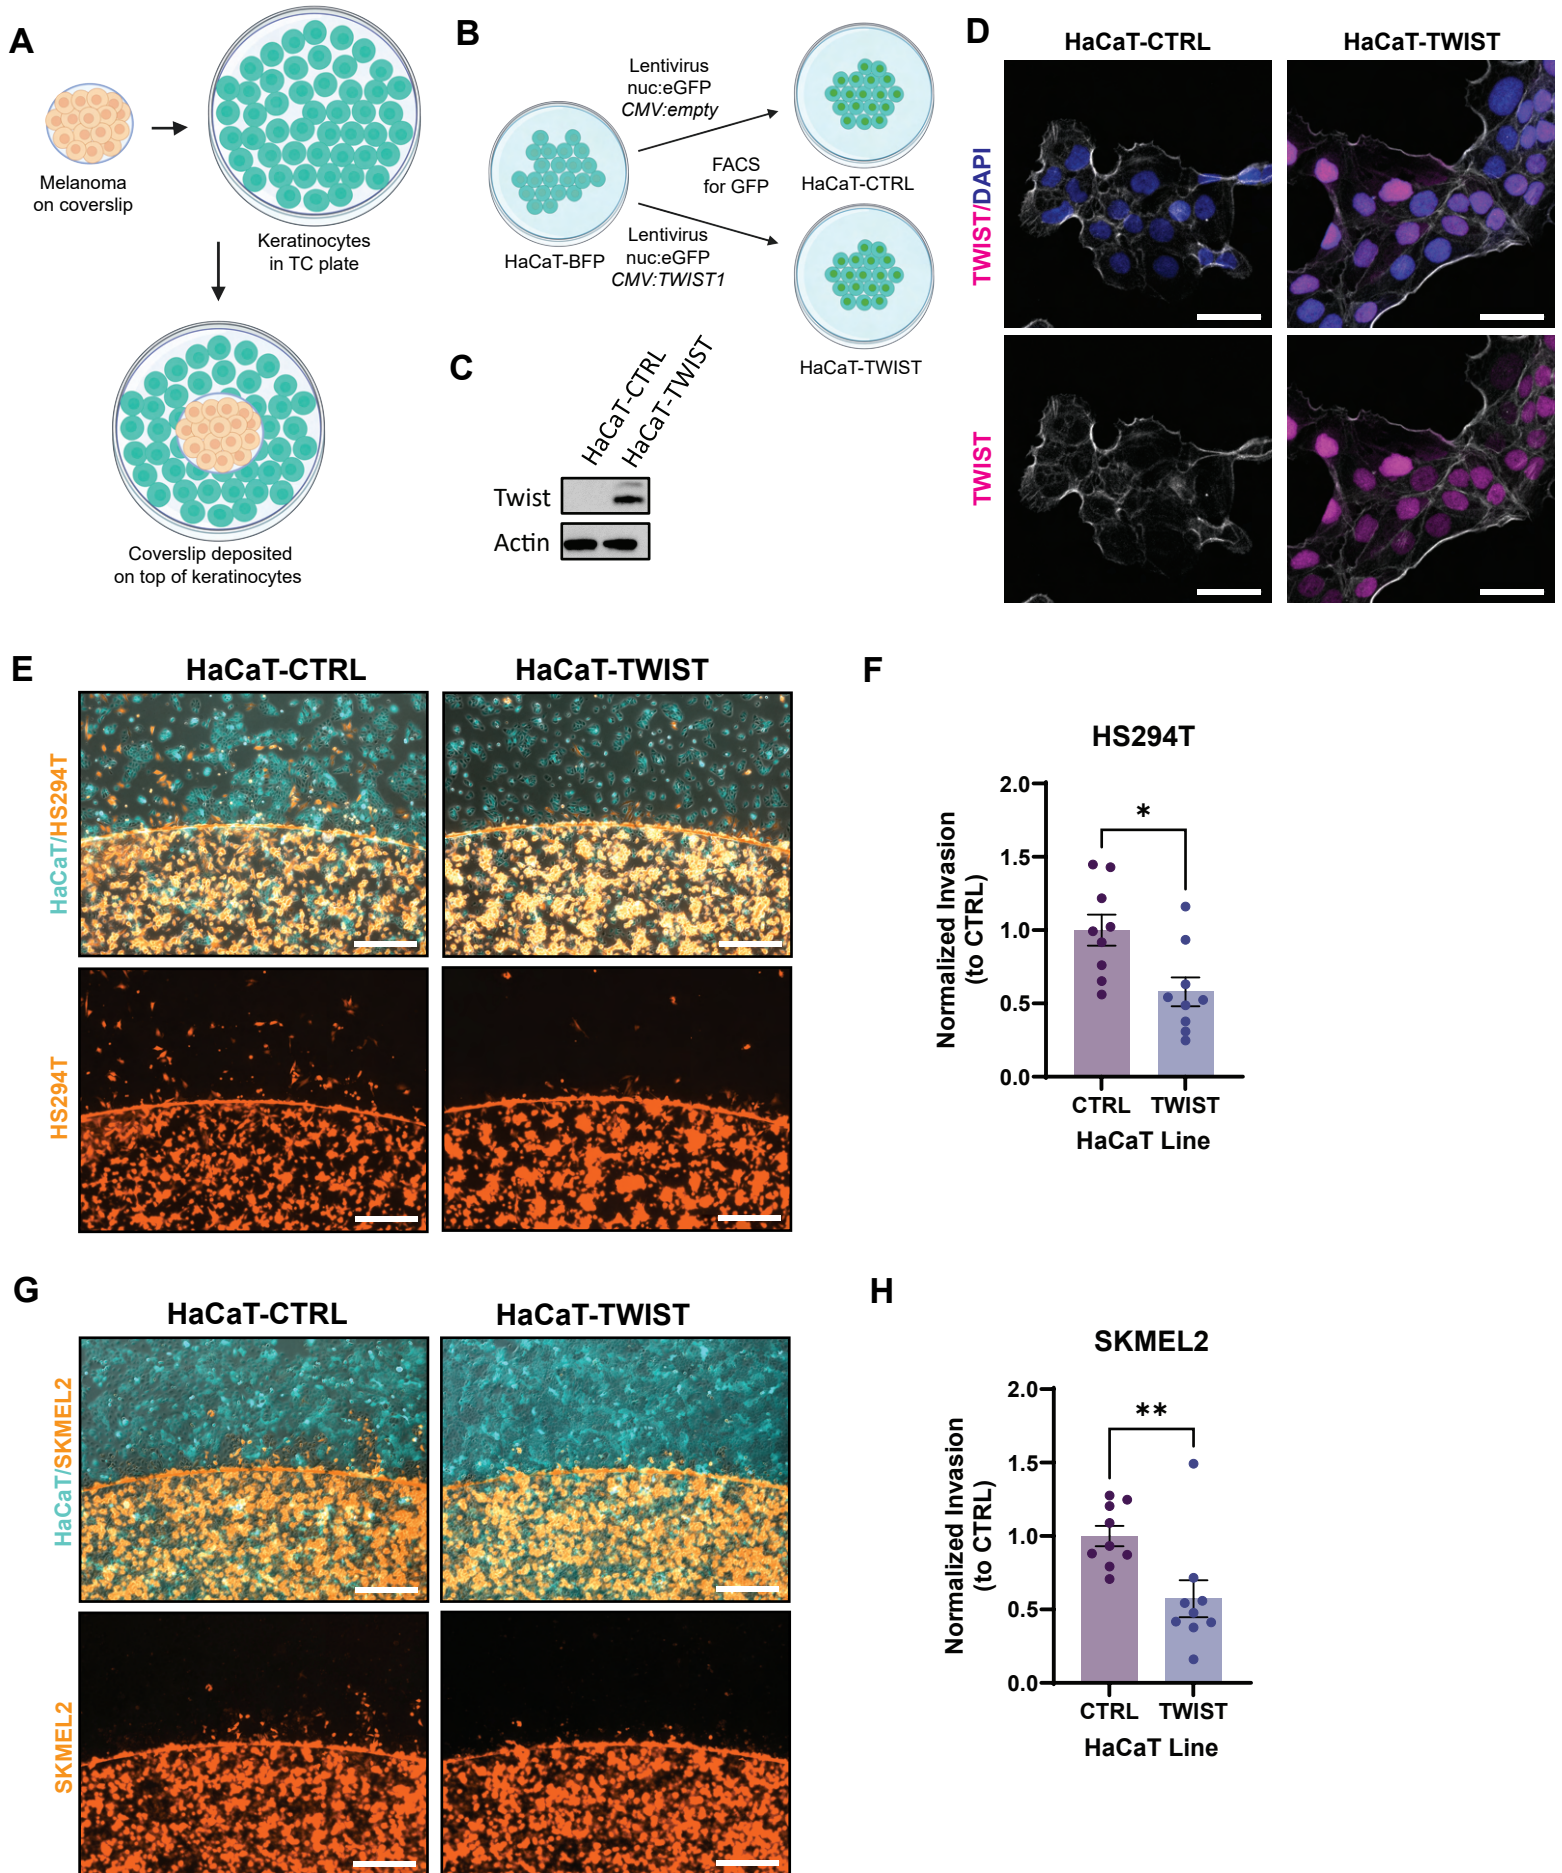 A
Melanoma
on coverslip
Keratinocytes
in TC plate
Coverslip deposited
on top of keratinocytes
B
Lentivirus
nuc:eGFP
CMV:empty
FACS
for GFP
HaCaT-BFP
Lentivirus
nuc:eGFP
CMV:TWIST1
HaCaT-CTRL
HaCaT-TWIST
C
HaCaT-CTRL
HaCaT-TWIST
Twist
Actin
D
HaCaT-CTRL
HaCaT-TWIST
TWIST/DAPI
TWIST
E
HaCaT-CTRL
HaCaT-TWIST
HaCaT/HS294T
HS294T
F
HS294T
Normalized Invasion
(to CTRL)
2.0
1.5
1.0
0.5
0.0
*
CTRL
TWIST
HaCaT Line
G
HaCaT-CTRL
HaCaT-TWIST
HaCaT/SKMEL2
SKMEL2
H
SKMEL2
Normalized Invasion
(to CTRL)
2.0
1.5
1.0
0.5
0.0
**
CTRL
TWIST
HaCaT Line